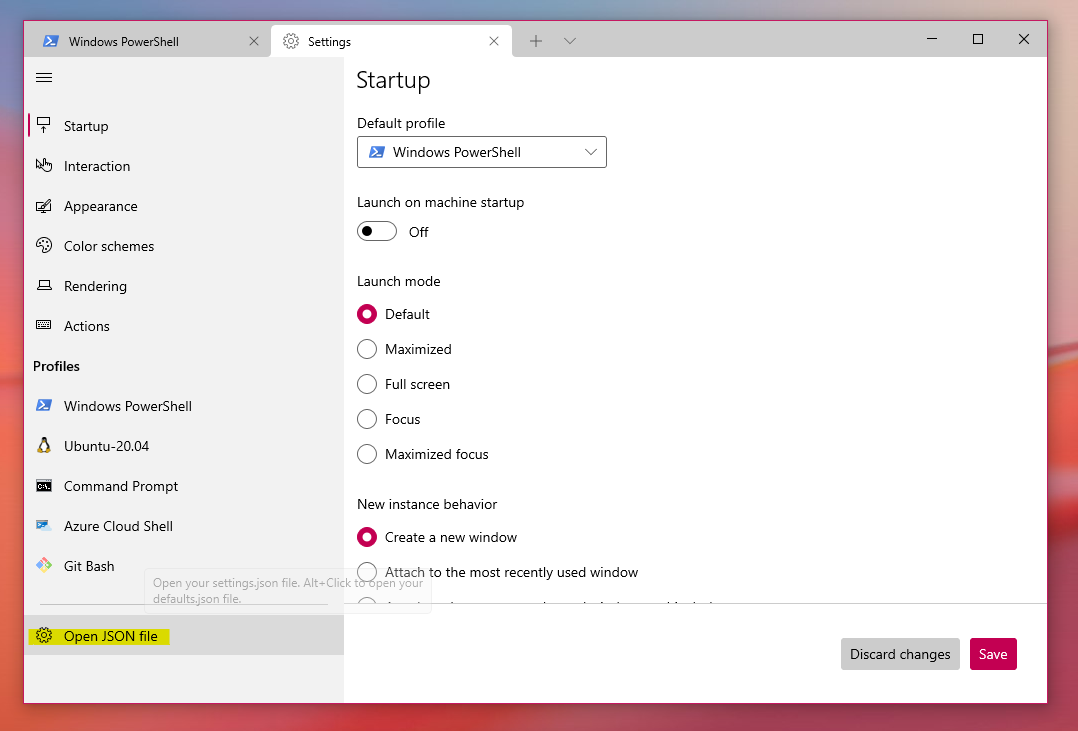 Windows PowerShell
Settings
Startup
Interaction
Appearance
Color schemes
Rendering
Actions
Profiles
Windows PowerShell
Ubuntu-20.04
Command Prompt
Azure Cloud Shell
Git Bash
Open your settings.json file. Alt+Click to open your
defaults.json file.
Open JSON file
Startup
Default profile
Windows PowerShell
Launch on machine startup
Off
Launch mode
Default
Maximized
Full screen
Focus
Maximized focus
New instance behavior
Create a new window
Attach to the most recently used window
Discard changes
Save